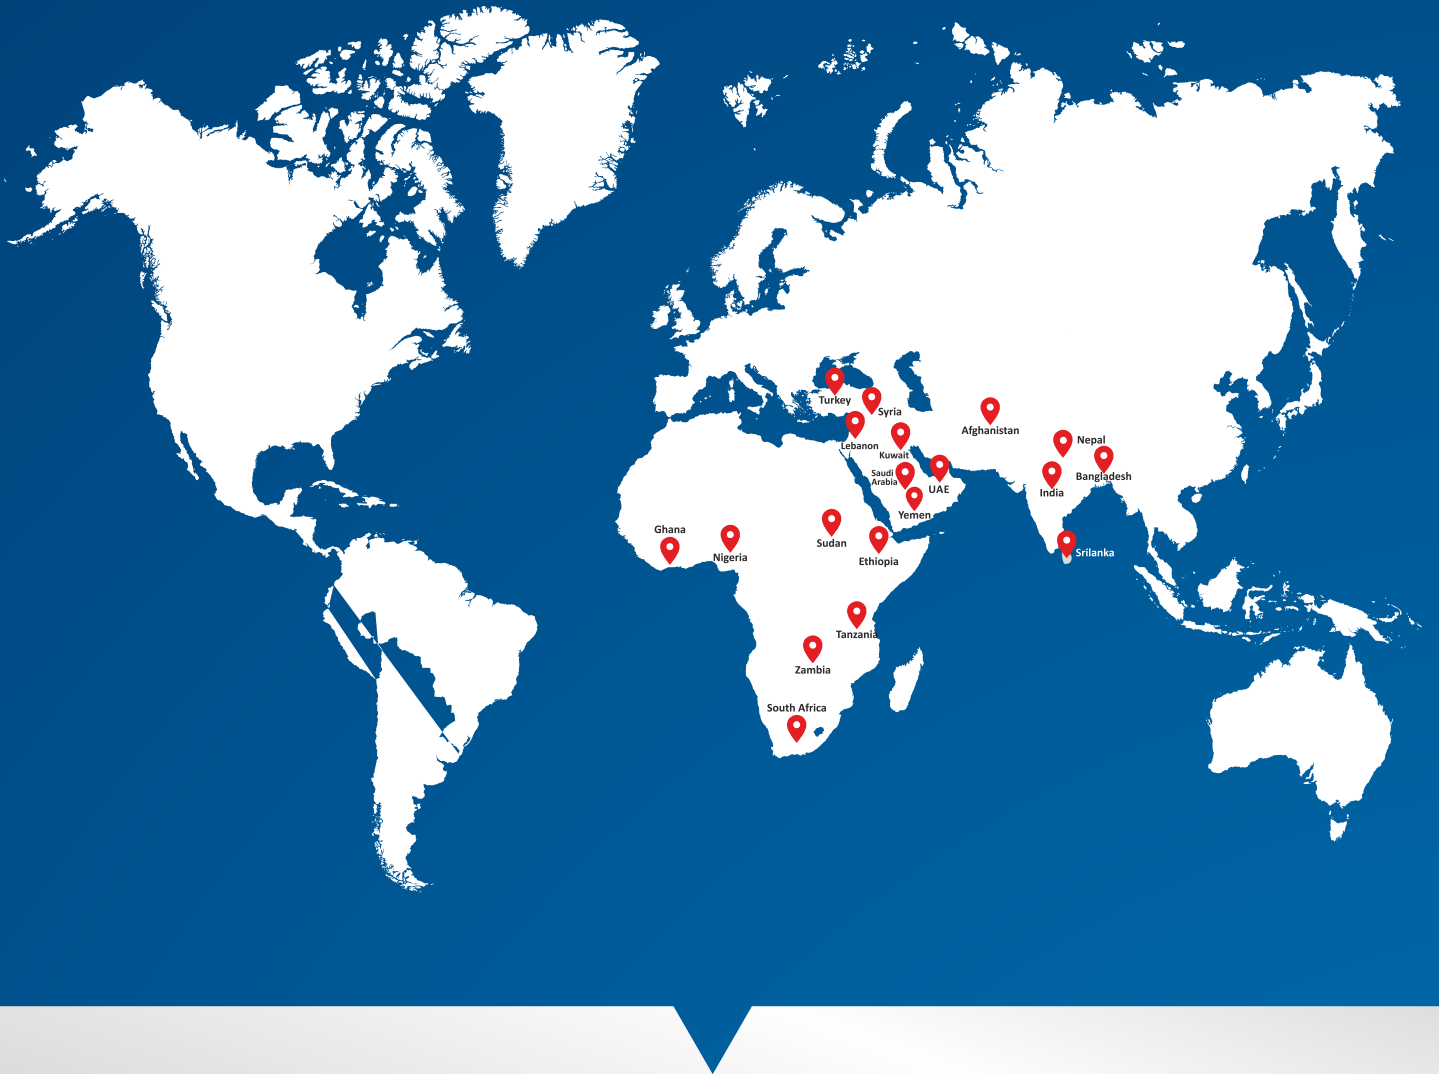 Turkey
Syria
Afghanistan
Nepal
Lebanon
Kuwait
Saudi
Arabia
Bangladesh
UAE
India
Yemen
Ghana
Nigeria
Sudan
Srilanka
Ethiopia
Tanzania
Zambia
South Africa